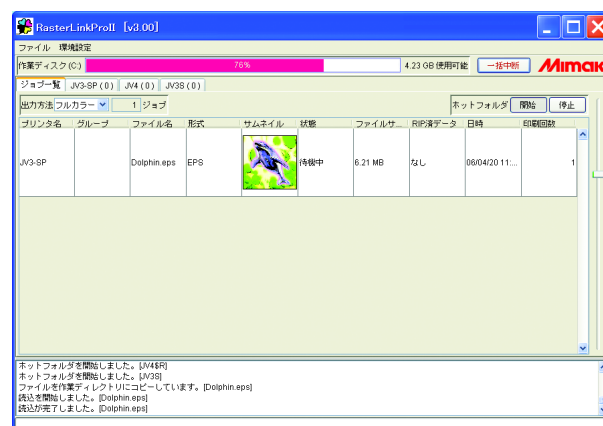 RasterLinkProII [v3.00]
ファイル 環境設定
作業ディスク(C:) 76% 4.23 GB 使用可能 一括中断 Mimaki
ジョブ一覧 JV3-SP ( 0 ) JV4 ( 0 ) JV3S ( 0 )
出力方法 フルカラー 1 ジョブ ホットフォルダ 開始 停止
プリンタ名 グループ ファイル名 形式 サムネイル 状態 ファイルサ... RIP済データ 日時 印刷回数
JV3-SP Dolphin.eps EPS 待機中 6.21 MB なし 06/04/20 11:... 1
ホットフォルダを開始しました。[JV4$R]
ホットフォルダを開始しました。[JV3S]
ファイルを作業ディレクトリにコピーしています。[Dolphin.eps]
読込を開始しました。[Dolphin.eps]
読込が完了しました。[Dolphin.eps]